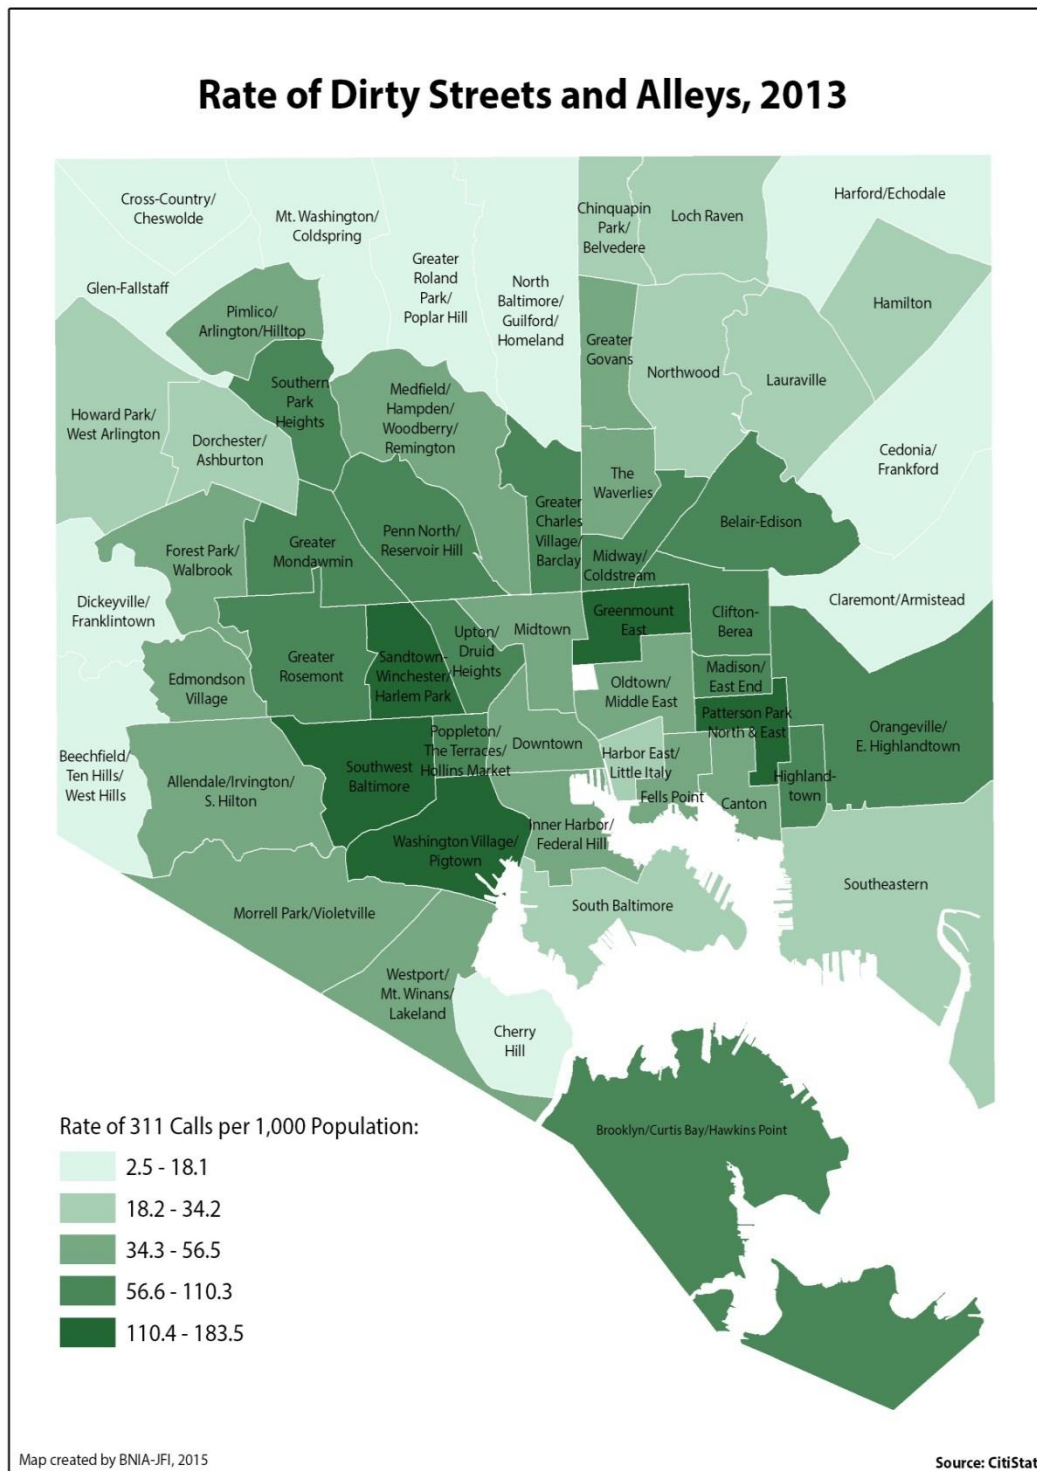 Rate of Dirty Streets and Alleys, 2013
Cross-Country/
Cheswolde
Mt. Washington/
Coldspring
Greater
Roland
Park/
Poplar Hill
North
Baltimore/
Guilford/
Homeland
Chinquapin
Park/
Belvedere
Loch Raven
Harford/Echodale
Glen-Fallstaff
Pimlico/
Arlington/Hilltop
Greater
Govans
Hamilton
Howard Park/
West Arlington
Dorchester/
Ashburton
Southern
Park
Heights
Medfield/
Hampden/
Woodberry/
Remington
Northwood
Lauraville
Cedonia/
Frankford
The
Waverlies
Forest Park/
Walbrook
Greater
Mondawmin
Penn North/
Reservoir Hill
Greater
Charles
Village/
Barclay
Midway/
Coldstream
Belair-Edison
Dickeyville/
Franklintown
Claremont/Armistead
Edmondson
Village
Greater
Rosemont
Sandtown-
Winchester/
Harlem Park
Upton/
Druid
Heights
Midtown
Greenmount
East
Clifton-
Berea
Oldtown/
Middle East
Madison/
East End
Patterson Park
North & East
Orangeville/
E. Highlandtown
Beechfield/
Ten Hills/
West Hills
Allendale/Irvington/
S. Hilton
Southwest
Baltimore
Poppleton/
The Terraces/
Hollins Market
Downtown
Harbor East/
Little Italy
Fells Point
Canton
Highland-
town
Washington Village/
Pigtown
Inner Harbor/
Federal Hill
Southeastern
Morrell Park/Violetville
South Baltimore
Westport/
Mt. Winans/
Lakeland
Cherry
Hill
Brooklyn/Curtis Bay/Hawkins Point
Rate of 311 Calls per 1,000 Population:
2.5 - 18.1
18.2 - 34.2
34.3 - 56.5
56.6 - 110.3
110.4 - 183.5
Map created by BNIA-JFI, 2015
Source: CitiStat